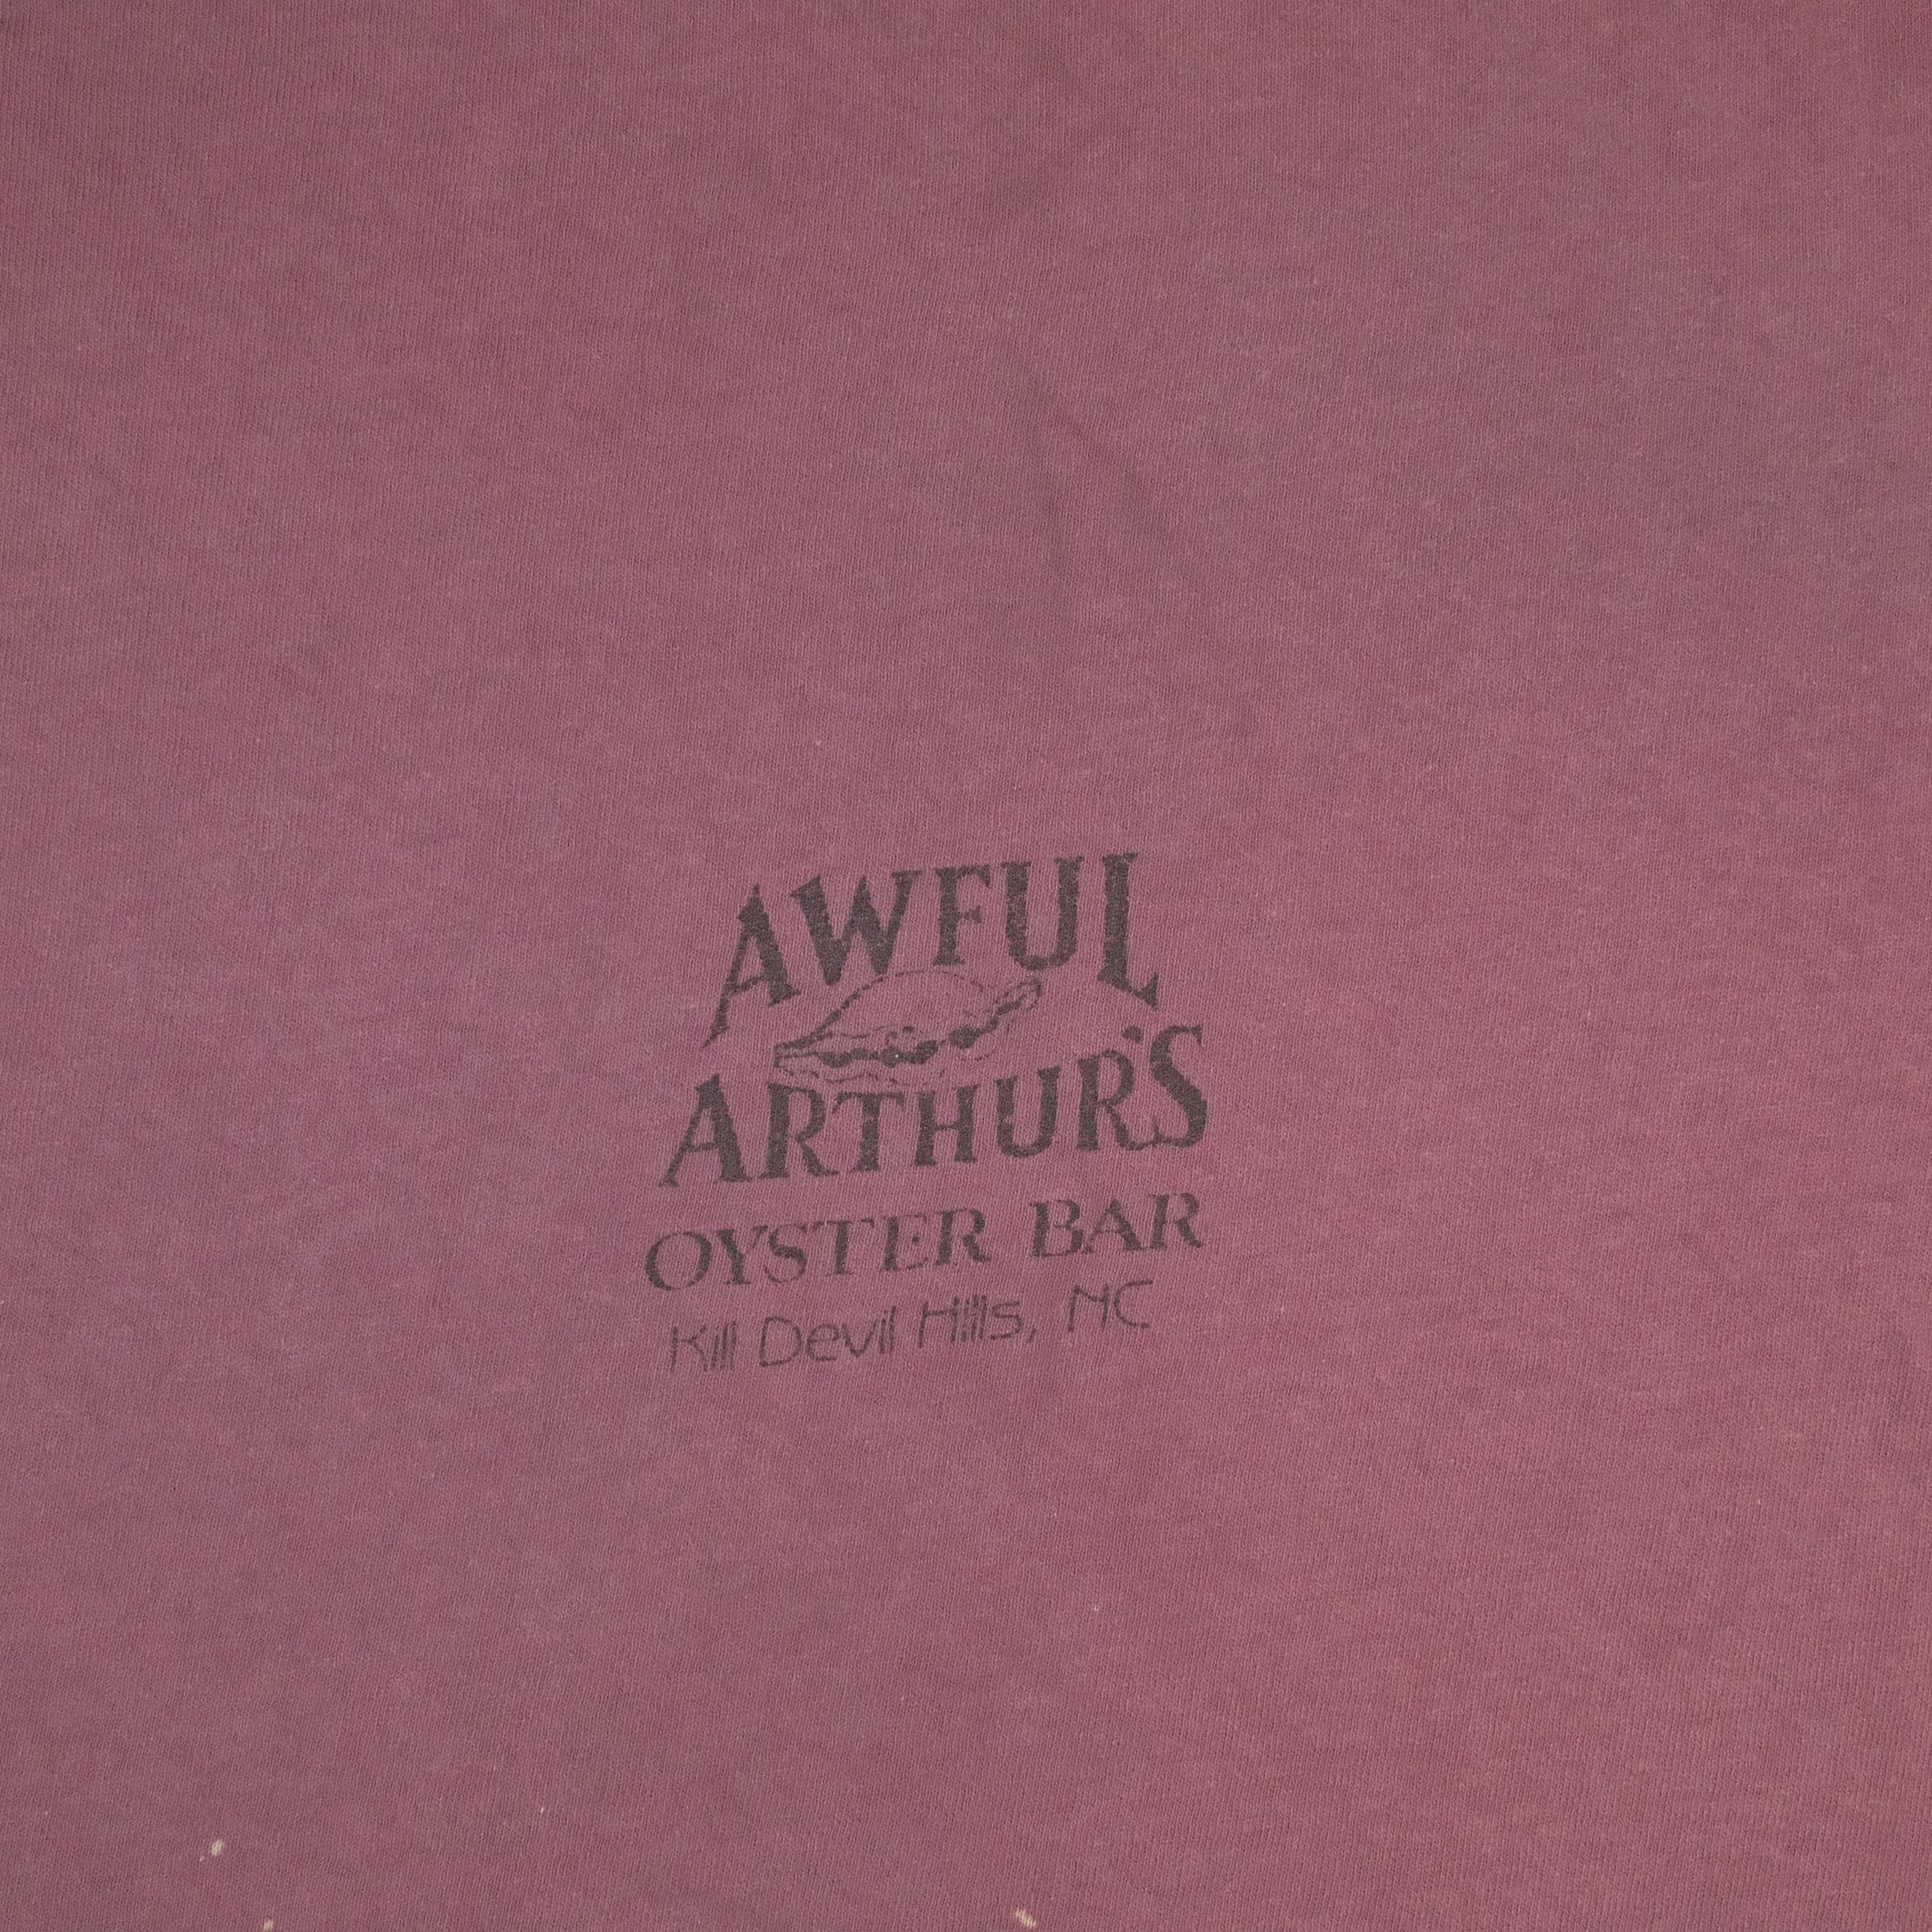 AWFUL
ARTHUR'S
OYSTER BAR
Kill Devil Hills, NC